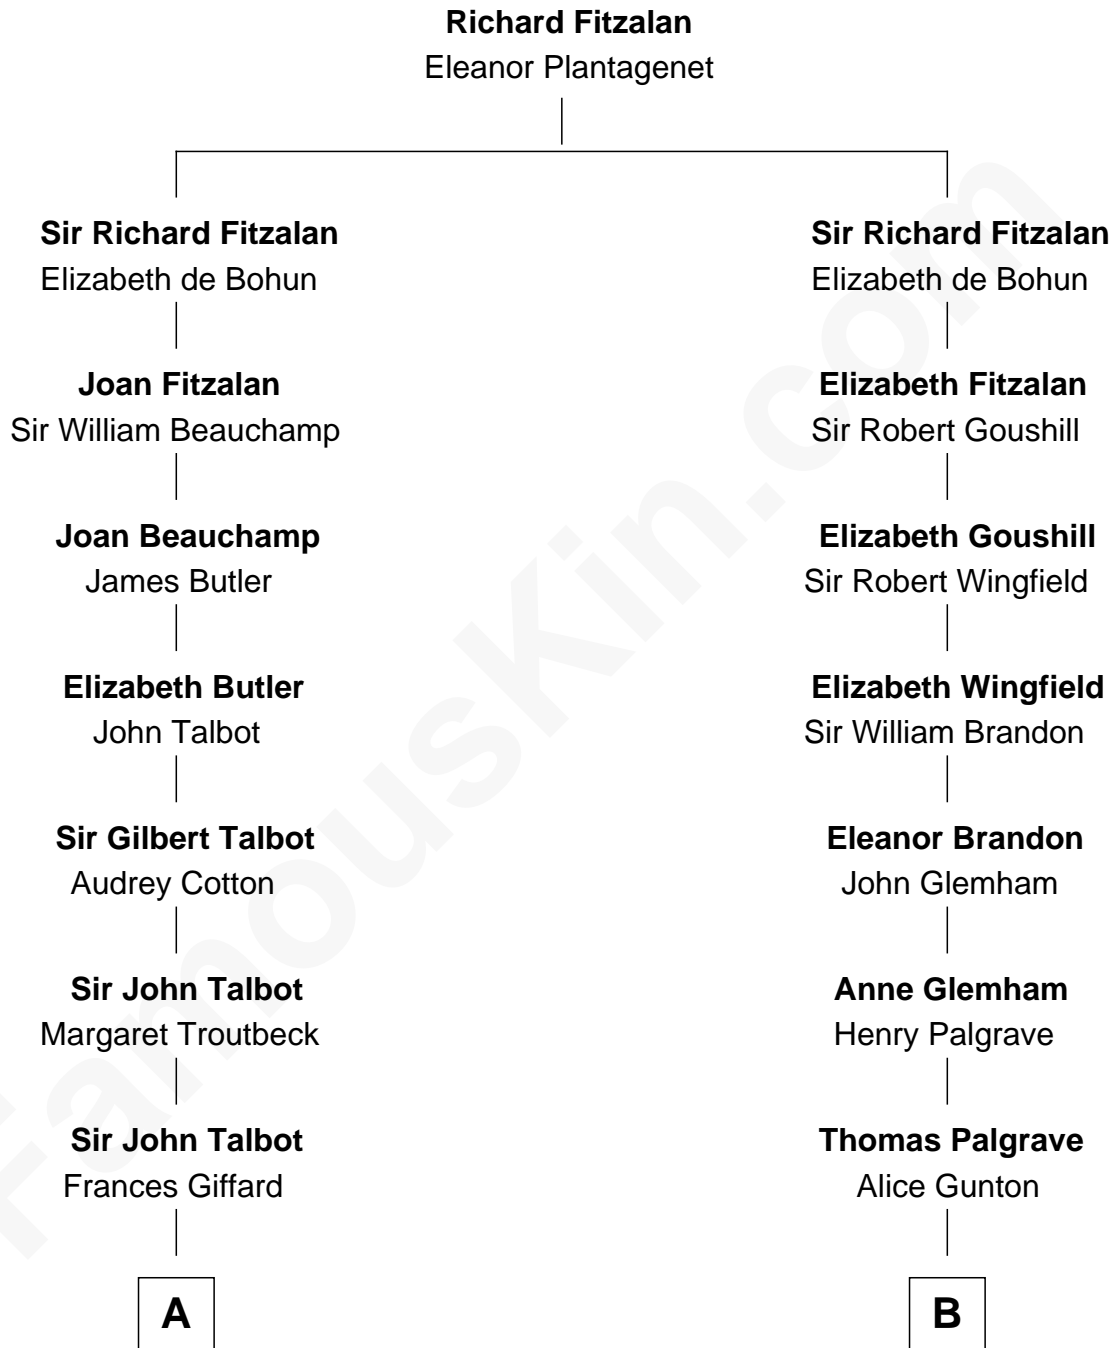 Richard Fitzalan
Eleanor Plantagenet
Sir Richard Fitzalan
Elizabeth de Bohun
Joan Fitzalan
Sir William Beauchamp
Joan Beauchamp
James Butler
Elizabeth Butler
John Talbot
Sir Gilbert Talbot
Audrey Cotton
Sir John Talbot
Margaret Troutbeck
Sir John Talbot
Frances Giffard
A
Sir Richard Fitzalan
Elizabeth de Bohun
Elizabeth Fitzalan
Sir Robert Goushill
Elizabeth Goushill
Sir Robert Wingfield
Elizabeth Wingfield
Sir William Brandon
Eleanor Brandon
John Glemham
Anne Glemham
Henry Palgrave
Thomas Palgrave
Alice Gunton
B
FamousKin.com